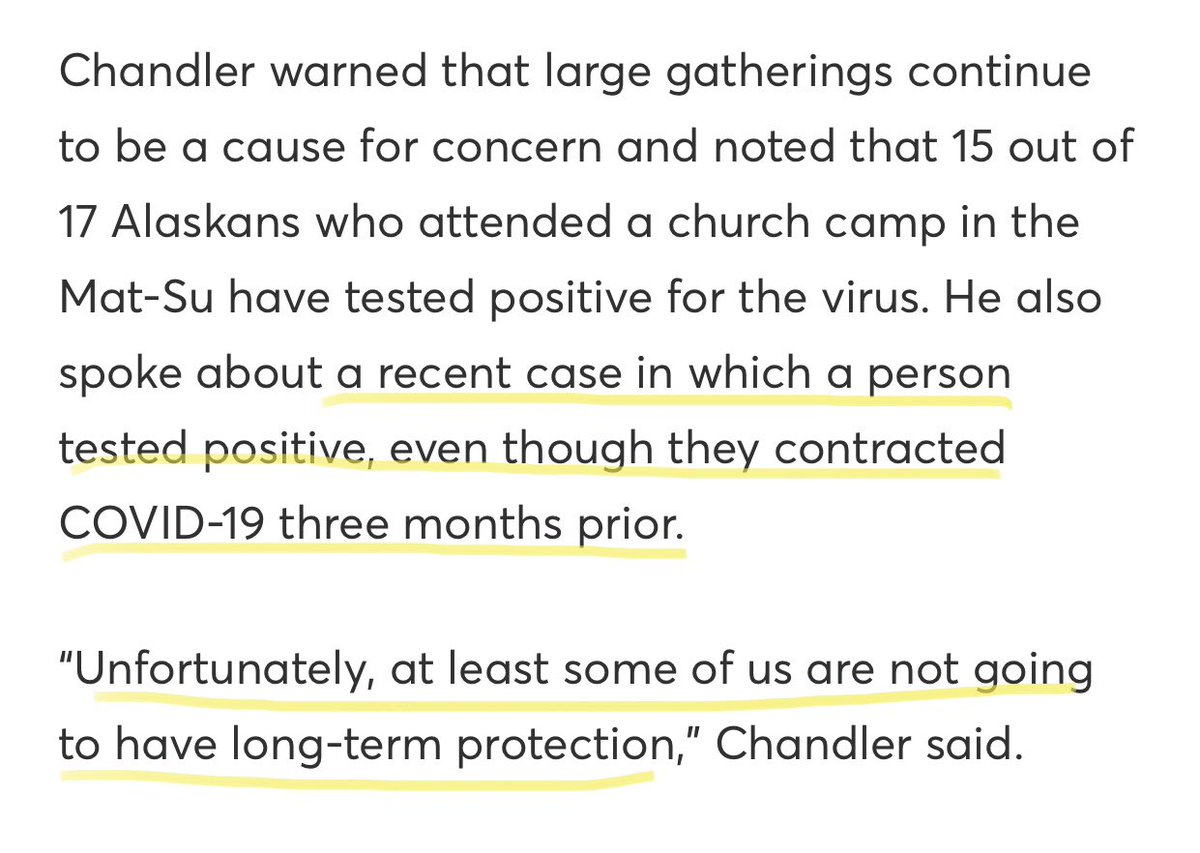 Chandler warned that large gatherings continue
to be a cause for concern and noted that 15 out of
17 Alaskans who attended a church camp in the
Mat-Su have tested positive for the virus. He also
spoke about a recent case in which a person
tested positive, even though they contracted
COVID-19 three months prior.
“Unfortunately, at least some of us are not going
to have long-term protection,” Chandler said.